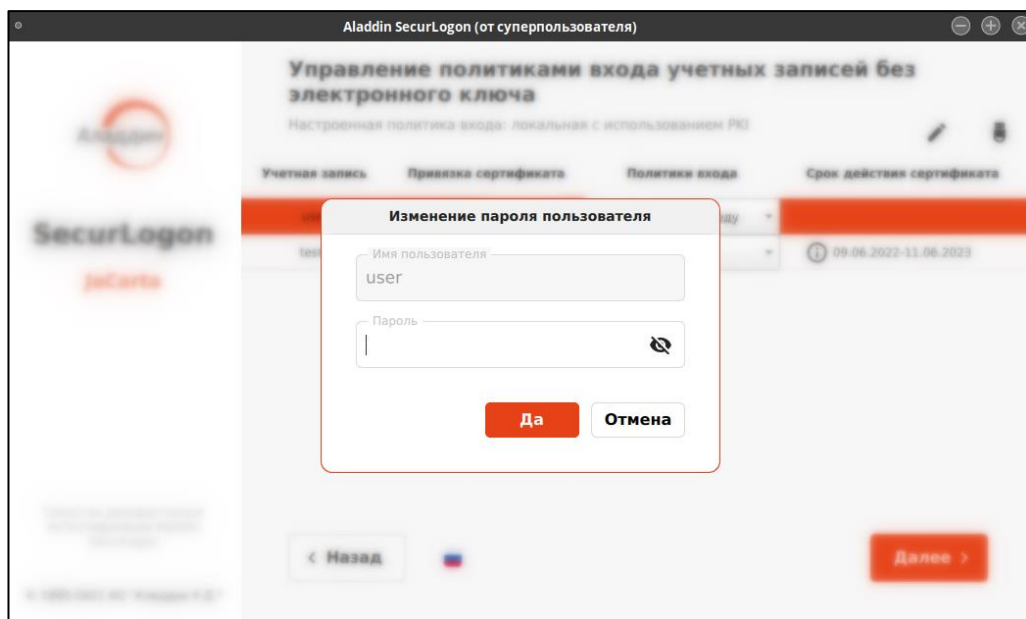 Aladdin SecurLogon (от суперпользователя)
Управление политиками входа учетных записей без
электронного ключа
Настроенная политика входа: локальная с использованием PKI
Аладдин
SecurLogon
JaCarta
Учетная запись Привязка сертификата Политики входа Срок действия сертификата
09.06.2022-11.06.2023
Изменение пароля пользователя
Имя пользователя
user
Пароль
Да Отмена
< Назад Далее >